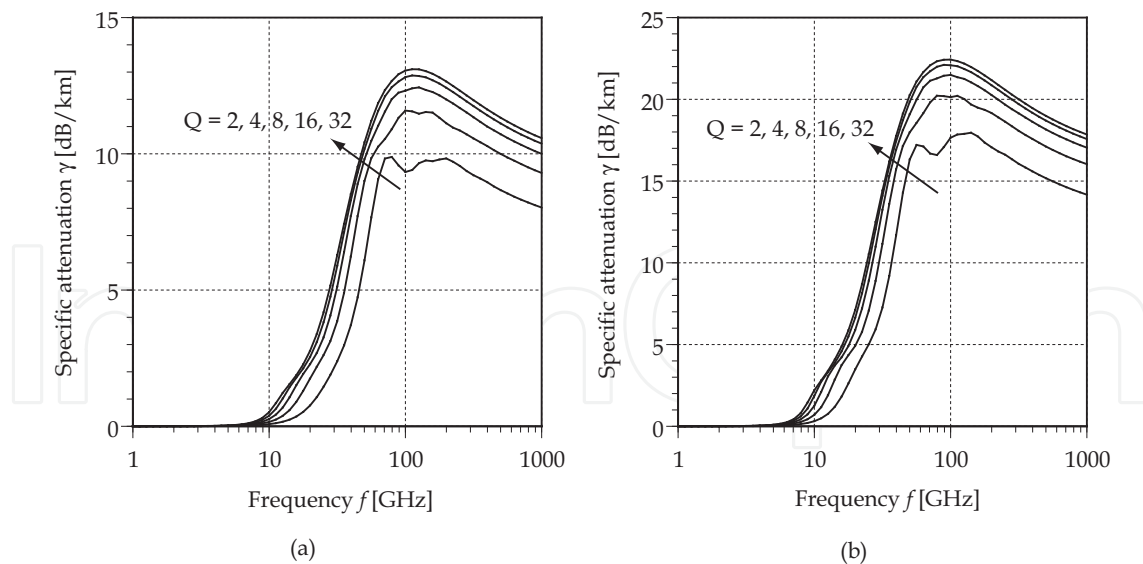 15
10
5
0
Specific attenuation γ [dB/km]
Q = 2, 4, 8, 16, 32
1
10
100
1000
Frequency f [GHz]
(a)
25
20
15
10
5
0
Specific attenuation γ [dB/km]
Q = 2, 4, 8, 16, 32
1
10
100
1000
Frequency f [GHz]
(b)